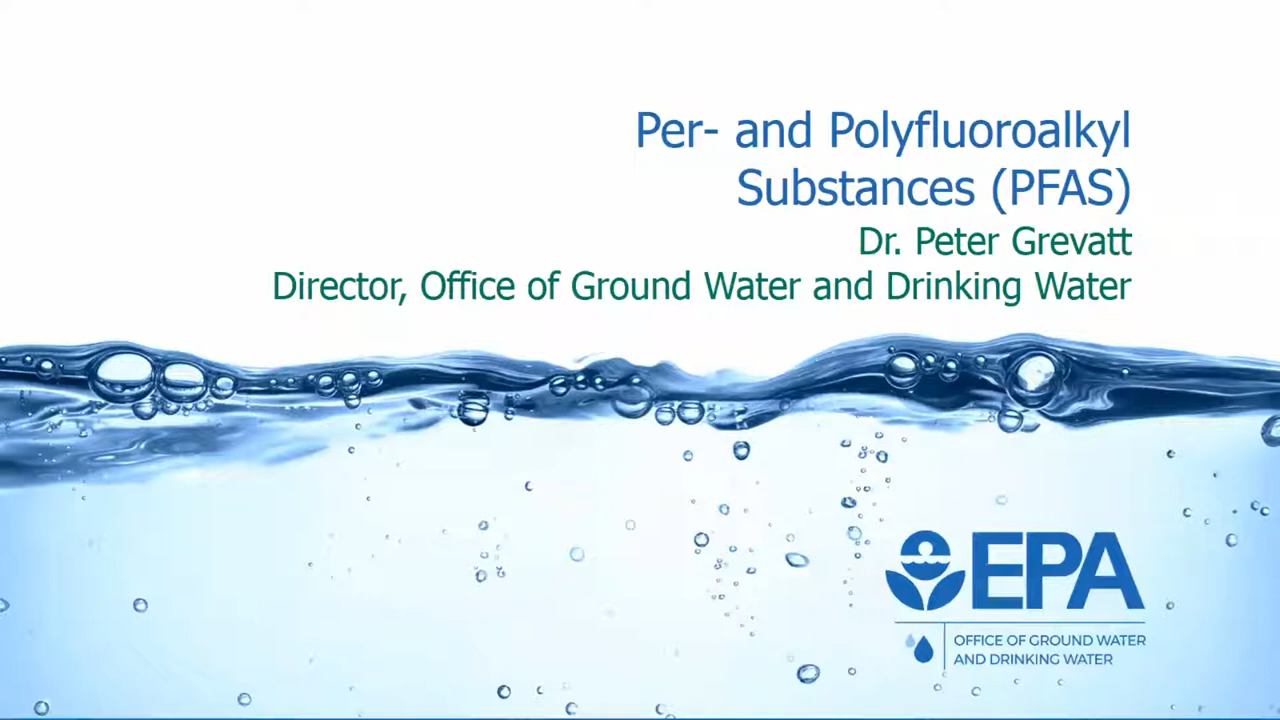 Per- and Polyfluoroalkyl
Substances (PFAS)
Dr. Peter Grevatt
Director, Office of Ground Water and Drinking Water
EPA
OFFICE OF GROUND WATER
AND DRINKING WATER